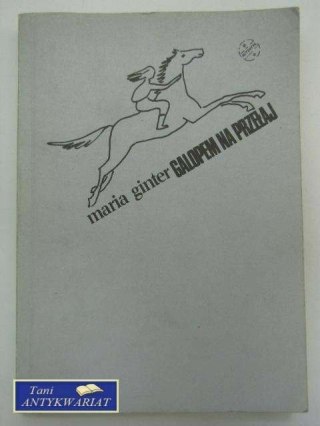 maria ginter GALOPEM NA PRZEŁAJ
Tani
ANTYKWARIAT